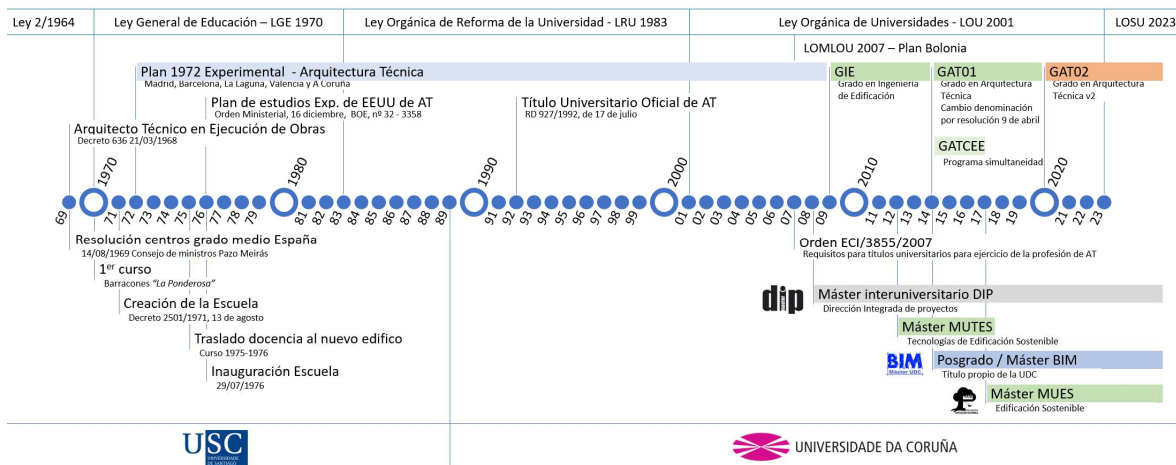 Ley 2/1964
Ley General de Educación – LGE 1970
Ley Orgánica de Reforma de la Universidad - LRU 1983
Ley Orgánica de Universidades - LOU 2001
LOSU 2023
LOMLOU 2007 – Plan Bolonia
Plan 1972 Experimental - Arquitectura Técnica
Madrid, Barcelona, La Laguna, Valencia y A Coruña
GIE
Grado en Ingeniería
de Edificación
GAT01
Grado en Arquitectura
Técnica
Cambio denominación
por resolución 9 de abril
GAT02
Grado en Arquitectura
Técnica v2
Plan de estudios Exp. de EEUU de AT
Orden Ministerial, 16 diciembre, BOE, nº 32 - 3358
Título Universitario Oficial de AT
RD 927/1992, de 17 de julio
Arquitecto Técnico en Ejecución de Obras
Decreto 636 21/03/1968
GATCEE
Programa simultaneidad
1970
1980
1990
2000
2010
2020
69
71
72
73
74
75
76
77
78
79
81
82
83
84
85
86
87
88
89
91
92
93
94
95
96
97
98
99
01
02
03
04
05
06
07
08
09
11
12
13
14
15
16
17
18
19
21
22
23
Resolución centros grado medio España
14/08/1969 Consejo de ministros Pazo Meirás
1er curso
Barracones "La Ponderosa"
Creación de la Escuela
Decreto 2501/1971, 13 de agosto
Traslado docencia al nuevo edifico
Curso 1975-1976
Inauguración Escuela
29/07/1976
Orden ECI/3855/2007
Requisitos para títulos universitarios para ejercicio de la profesión de AT
dip
Máster interuniversitario DIP
Dirección Integrada de proyectos
Máster MUTES
Tecnologías de Edificación Sostenible
BIM
Máster UDC
Posgrado / Máster BIM
Título propio de la UDC
Máster MUES
Edificación Sostenible
USC
UNIVERSIDADE
DE SANTIAGO
UNIVERSIDADE DA CORUÑA